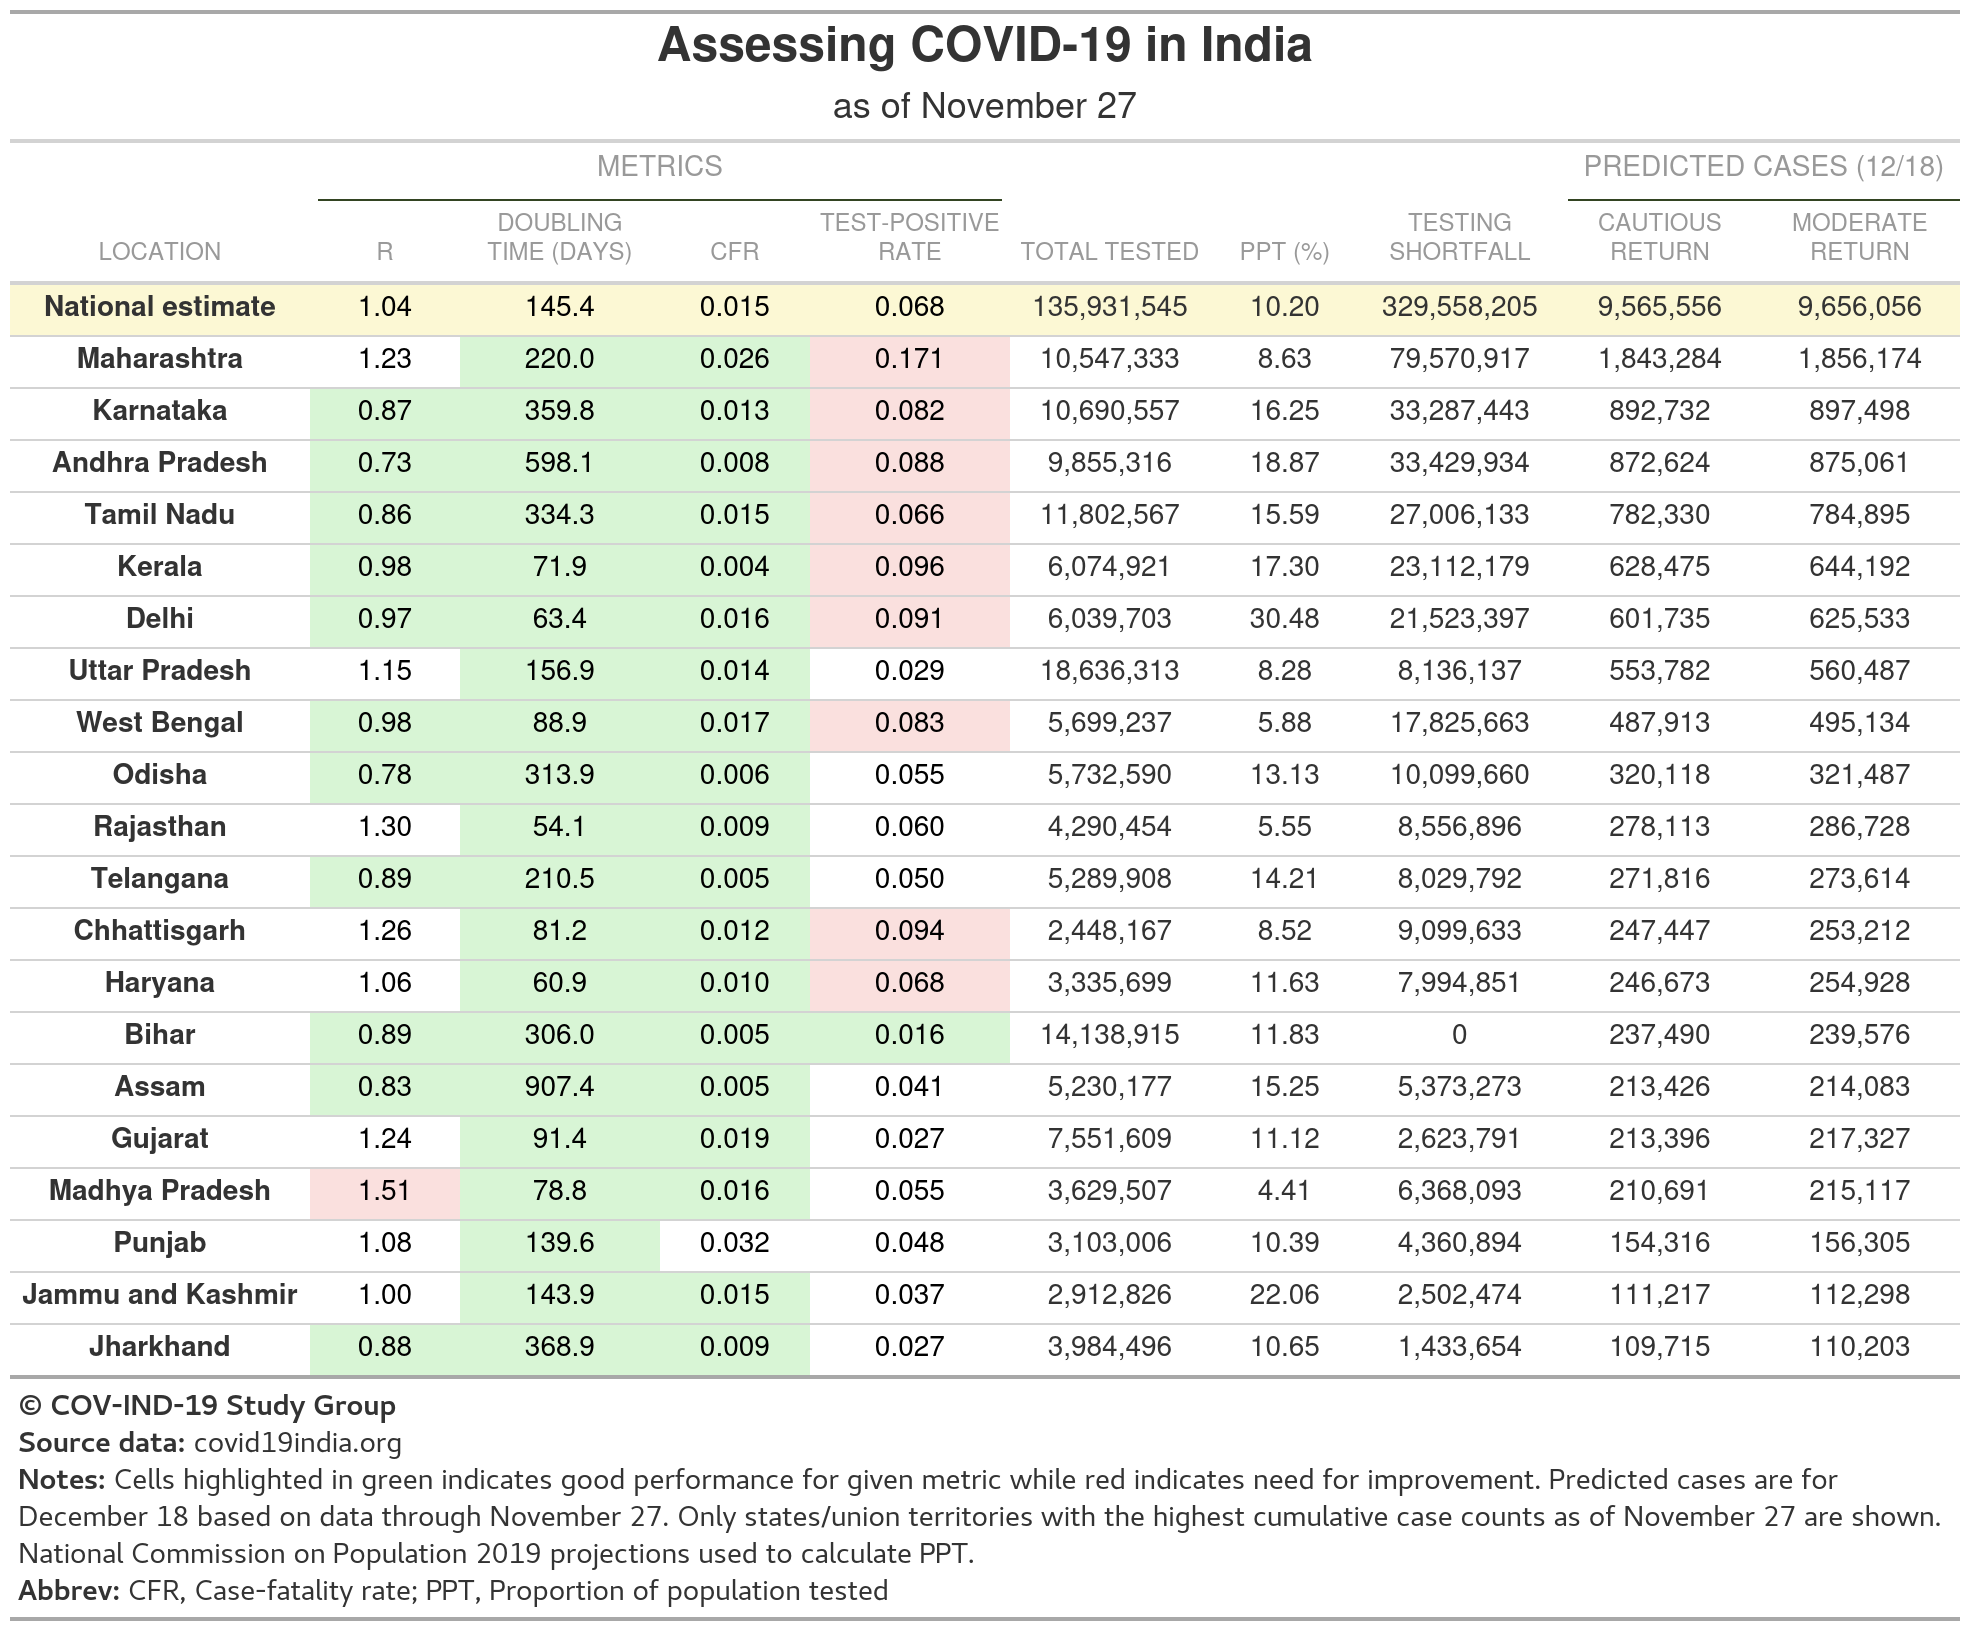 Assessing COVID-19 in India
as of November 27
METRICS PREDICTED CASES (12/18)
LOCATION R DOUBLING TIME (DAYS) CFR TEST-POSITIVE RATE TOTAL TESTED PPT (%) TESTING SHORTFALL CAUTIOUS RETURN MODERATE RETURN
National estimate 1.04 145.4 0.015 0.068 135,931,545 10.20 329,558,205 9,565,556 9,656,056
Maharashtra 1.23 220.0 0.026 0.171 10,547,333 8.63 79,570,917 1,843,284 1,856,174
Karnataka 0.87 359.8 0.013 0.082 10,690,557 16.25 33,287,443 892,732 897,498
Andhra Pradesh 0.73 598.1 0.008 0.088 9,855,316 18.87 33,429,934 872,624 875,061
Tamil Nadu 0.86 334.3 0.015 0.066 11,802,567 15.59 27,006,133 782,330 784,895
Kerala 0.98 71.9 0.004 0.096 6,074,921 17.30 23,112,179 628,475 644,192
Delhi 0.97 63.4 0.016 0.091 6,039,703 30.48 21,523,397 601,735 625,533
Uttar Pradesh 1.15 156.9 0.014 0.029 18,636,313 8.28 8,136,137 553,782 560,487
West Bengal 0.98 88.9 0.017 0.083 5,699,237 5.88 17,825,663 487,913 495,134
Odisha 0.78 313.9 0.006 0.055 5,732,590 13.13 10,099,660 320,118 321,487
Rajasthan 1.30 54.1 0.009 0.060 4,290,454 5.55 8,556,896 278,113 286,728
Telangana 0.89 210.5 0.005 0.050 5,289,908 14.21 8,029,792 271,816 273,614
Chhattisgarh 1.26 81.2 0.012 0.094 2,448,167 8.52 9,099,633 247,447 253,212
Haryana 1.06 60.9 0.010 0.068 3,335,699 11.63 7,994,851 246,673 254,928
Bihar 0.89 306.0 0.005 0.016 14,138,915 11.83 0 237,490 239,576
Assam 0.83 907.4 0.005 0.041 5,230,177 15.25 5,373,273 213,426 214,083
Gujarat 1.24 91.4 0.019 0.027 7,551,609 11.12 2,623,791 213,396 217,327
Madhya Pradesh 1.51 78.8 0.016 0.055 3,629,507 4.41 6,368,093 210,691 215,117
Punjab 1.08 139.6 0.032 0.048 3,103,006 10.39 4,360,894 154,316 156,305
Jammu and Kashmir 1.00 143.9 0.015 0.037 2,912,826 22.06 2,502,474 111,217 112,298
Jharkhand 0.88 368.9 0.009 0.027 3,984,496 10.65 1,433,654 109,715 110,203
© COV-IND-19 Study Group
Source data: covid19india.org
Notes: Cells highlighted in green indicates good performance for given metric while red indicates need for improvement. Predicted cases are for
December 18 based on data through November 27. Only states/union territories with the highest cumulative case counts as of November 27 are shown.
National Commission on Population 2019 projections used to calculate PPT.
Abbrev: CFR, Case-fatality rate; PPT, Proportion of population tested